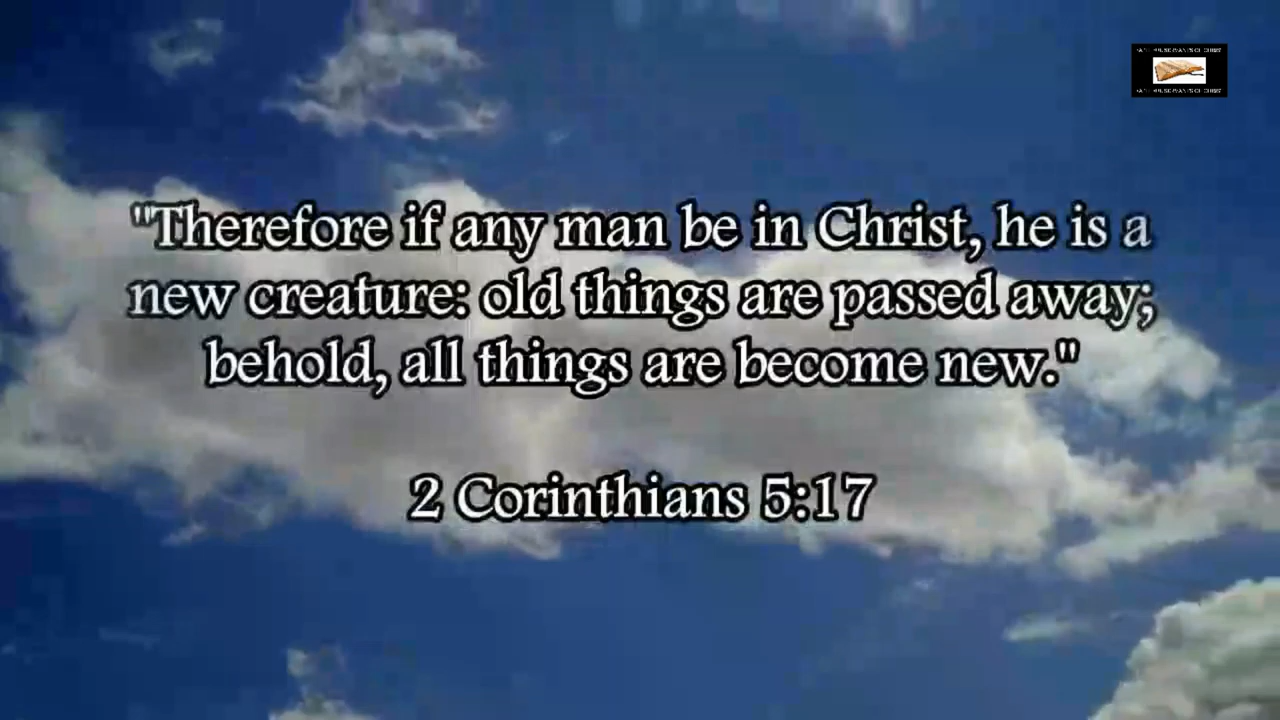 "Therefore if any man be in Christ, he is a
new creature: old things are passed away;
behold, all things are become new."
2 Corinthians 5:17